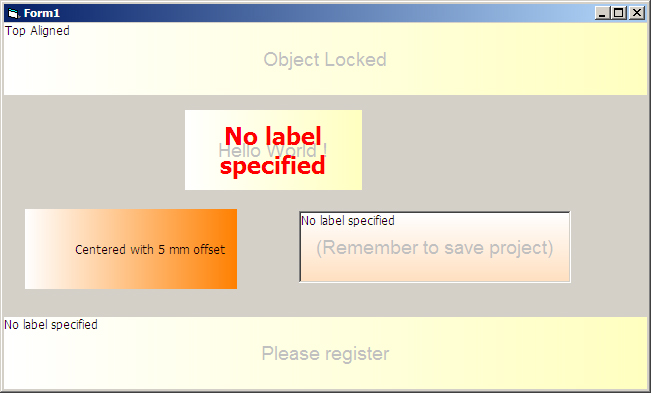 Form1
Top Aligned
Object Locked
Hello World !
No label
specified
Centered with 5 mm offset
No label specified
(Remember to save project)
No label specified
Please register